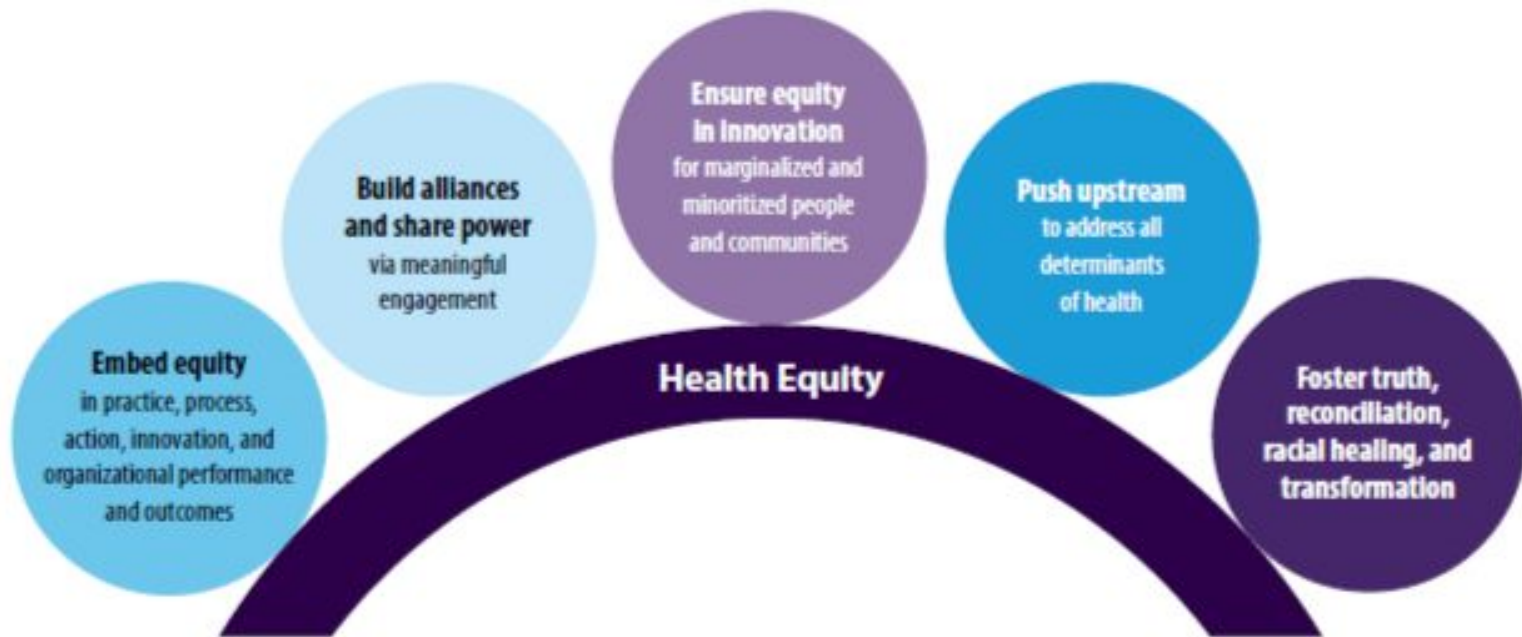 Embed equity
in practice, process,
action, innovation, and
organizational performance
and outcomes
Build alliances
and share power
via meaningful
engagement
Ensure equity
in innovation
for marginalized and
minoritized people
and communities
Push upstream
to address all
determinants
of health
Foster truth,
reconciliation,
racial healing, and
transformation
Health Equity